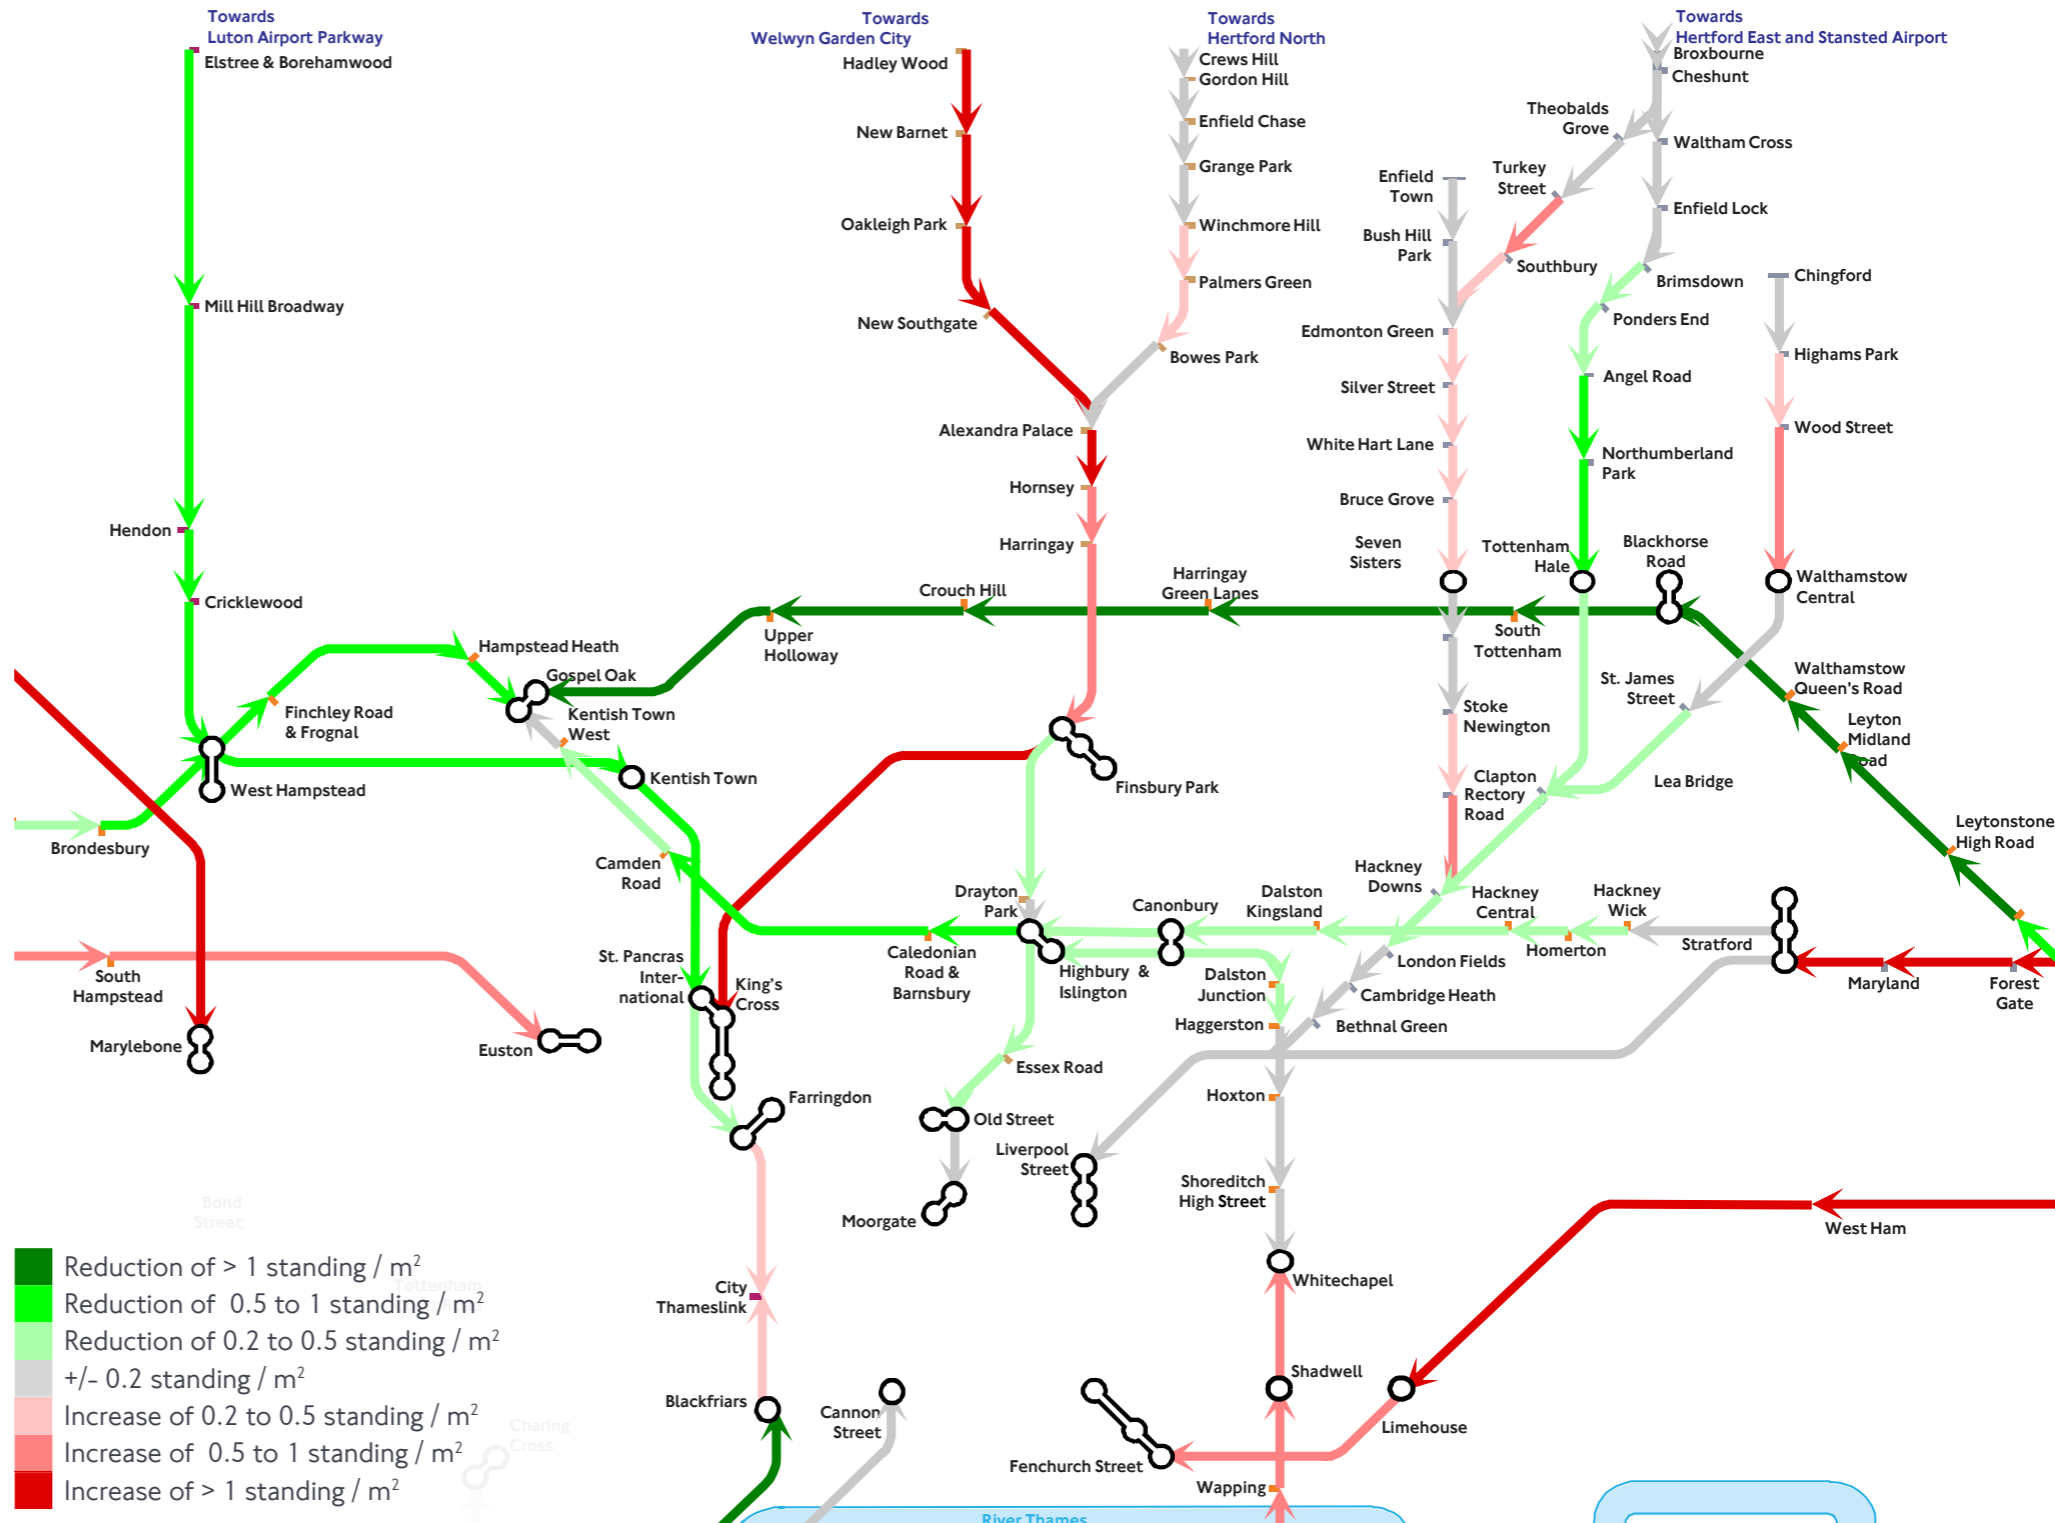 Towards
Luton Airport Parkway
Elstree & Borehamwood
Mill Hill Broadway
Hendon
Cricklewood
Towards
Welwyn Garden City
Hadley Wood
New Barnet
Oakleigh Park
New Southgate
Towards
Hertford North
Crews Hill
Gordon Hill
Enfield Chase
Grange Park
Winchmore Hill
Palmers Green
Bowes Park
Alexandra Palace
Hornsey
Harringay
Towards
Hertford East and Stansted Airport
Broxbourne
Cheshunt
Theobalds
Grove
Waltham Cross
Turkey
Street
Enfield Lock
Enfield
Town
Bush Hill
Park
Southbury
Brimsdown
Chingford
Ponders End
Edmonton Green
Highams Park
Silver Street
Angel Road
Wood Street
White Hart Lane
Northumberland
Park
Bruce Grove
Seven
Sisters
Tottenham
Hale
Blackhorse
Road
Walthamstow
Central
Crouch Hill
Harringay
Green Lanes
Upper
Holloway
South
Tottenham
Hampstead Heath
Gospel Oak
Finchley Road
& Frognal
Kentish Town
West
West Hampstead
Kentish Town
Brondesbury
Camden
Road
Finsbury Park
Stoke
Newington
St. James
Street
Walthamstow
Queen's Road
Leyton
Midland
Road
Lea Bridge
Clapton
Rectory
Road
Leytonstone
High Road
Hackney
Downs
Drayton
Park
Canonbury
Dalston
Kingsland
Hackney
Central
Hackney
Wick
Homerton
Stratford
Maryland
Forest
Gate
South
Hampstead
Marylebone
Euston
St. Pancras
Inter-
national
King's
Cross
Caledonian
Road &
Barnsbury
Highbury &
Islington
Dalston
Junction
London Fields
Cambridge Heath
Haggerston
Bethnal Green
Essex Road
Farringdon
Old Street
Hoxton
Liverpool
Street
Shoreditch
High Street
Moorgate
Bond
Street
West Ham
Whitechapel
City
Thameslink
Tottenham
Shadwell
Blackfriars
Cannon
Street
Limehouse
Charing
Cross
Fenchurch Street
Wapping
River Thames
Reduction of > 1 standing / m²
Reduction of 0.5 to 1 standing / m²
Reduction of 0.2 to 0.5 standing / m²
+/- 0.2 standing / m²
Increase of 0.2 to 0.5 standing / m²
Increase of 0.5 to 1 standing / m²
Increase of > 1 standing / m²